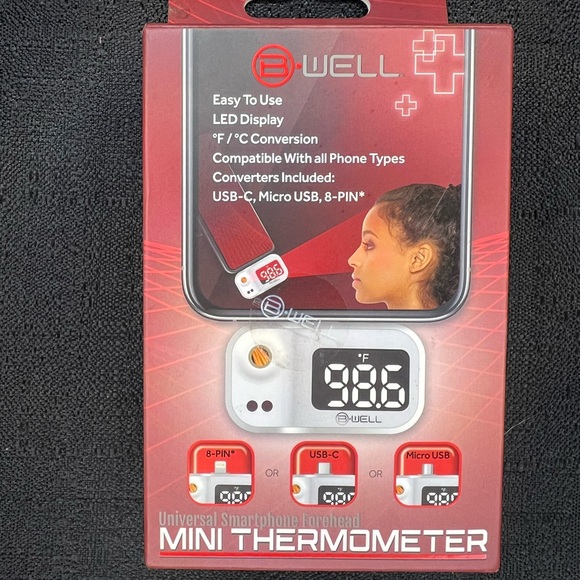 B·WELL
Easy To Use
LED Display
°F / °C Conversion
Compatible With all Phone Types
Converters Included:
USB-C, Micro USB, 8-PIN*
98.6
B·WELL
°F
98.6
B·WELL
8-PIN* OR USB-C OR Micro USB
Universal Smartphone Forehead
MINI THERMOMETER